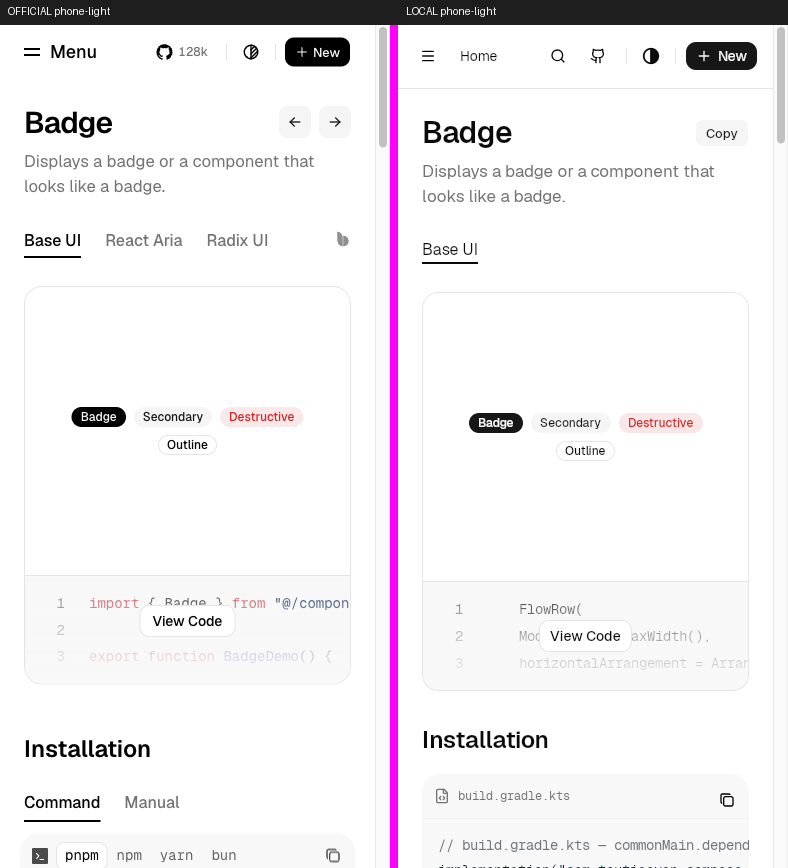 OFFICIAL phone-light
Menu
128k
New
Badge
Displays a badge or a component that
looks like a badge.
Base UI
React Aria
Radix UI
Badge
Secondary
Destructive
Outline
1 import { Badge } from "@/compon
2
3 export function BadgeDemo() {
View Code
Installation
Command
Manual
pnpm
npm
yarn
bun
LOCAL phone-light
Home
New
Badge
Copy
Displays a badge or a component that
looks like a badge.
Base UI
Badge
Secondary
Destructive
Outline
1 FlowRow(
2 Mod axWidth(),
3 horizontalArrangement = Arran
View Code
Installation
build.gradle.kts
// build.gradle.kts — commonMain.depend